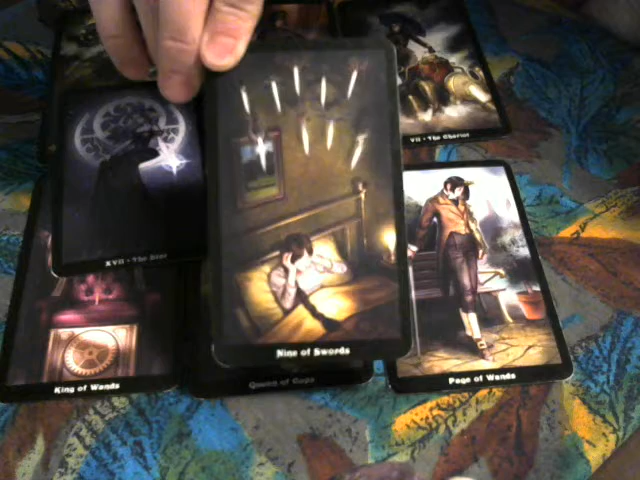 VII - The Chariot
XVII - The Star
Nine of Swords
King of Wands
Queen of Cups
Page of Wands